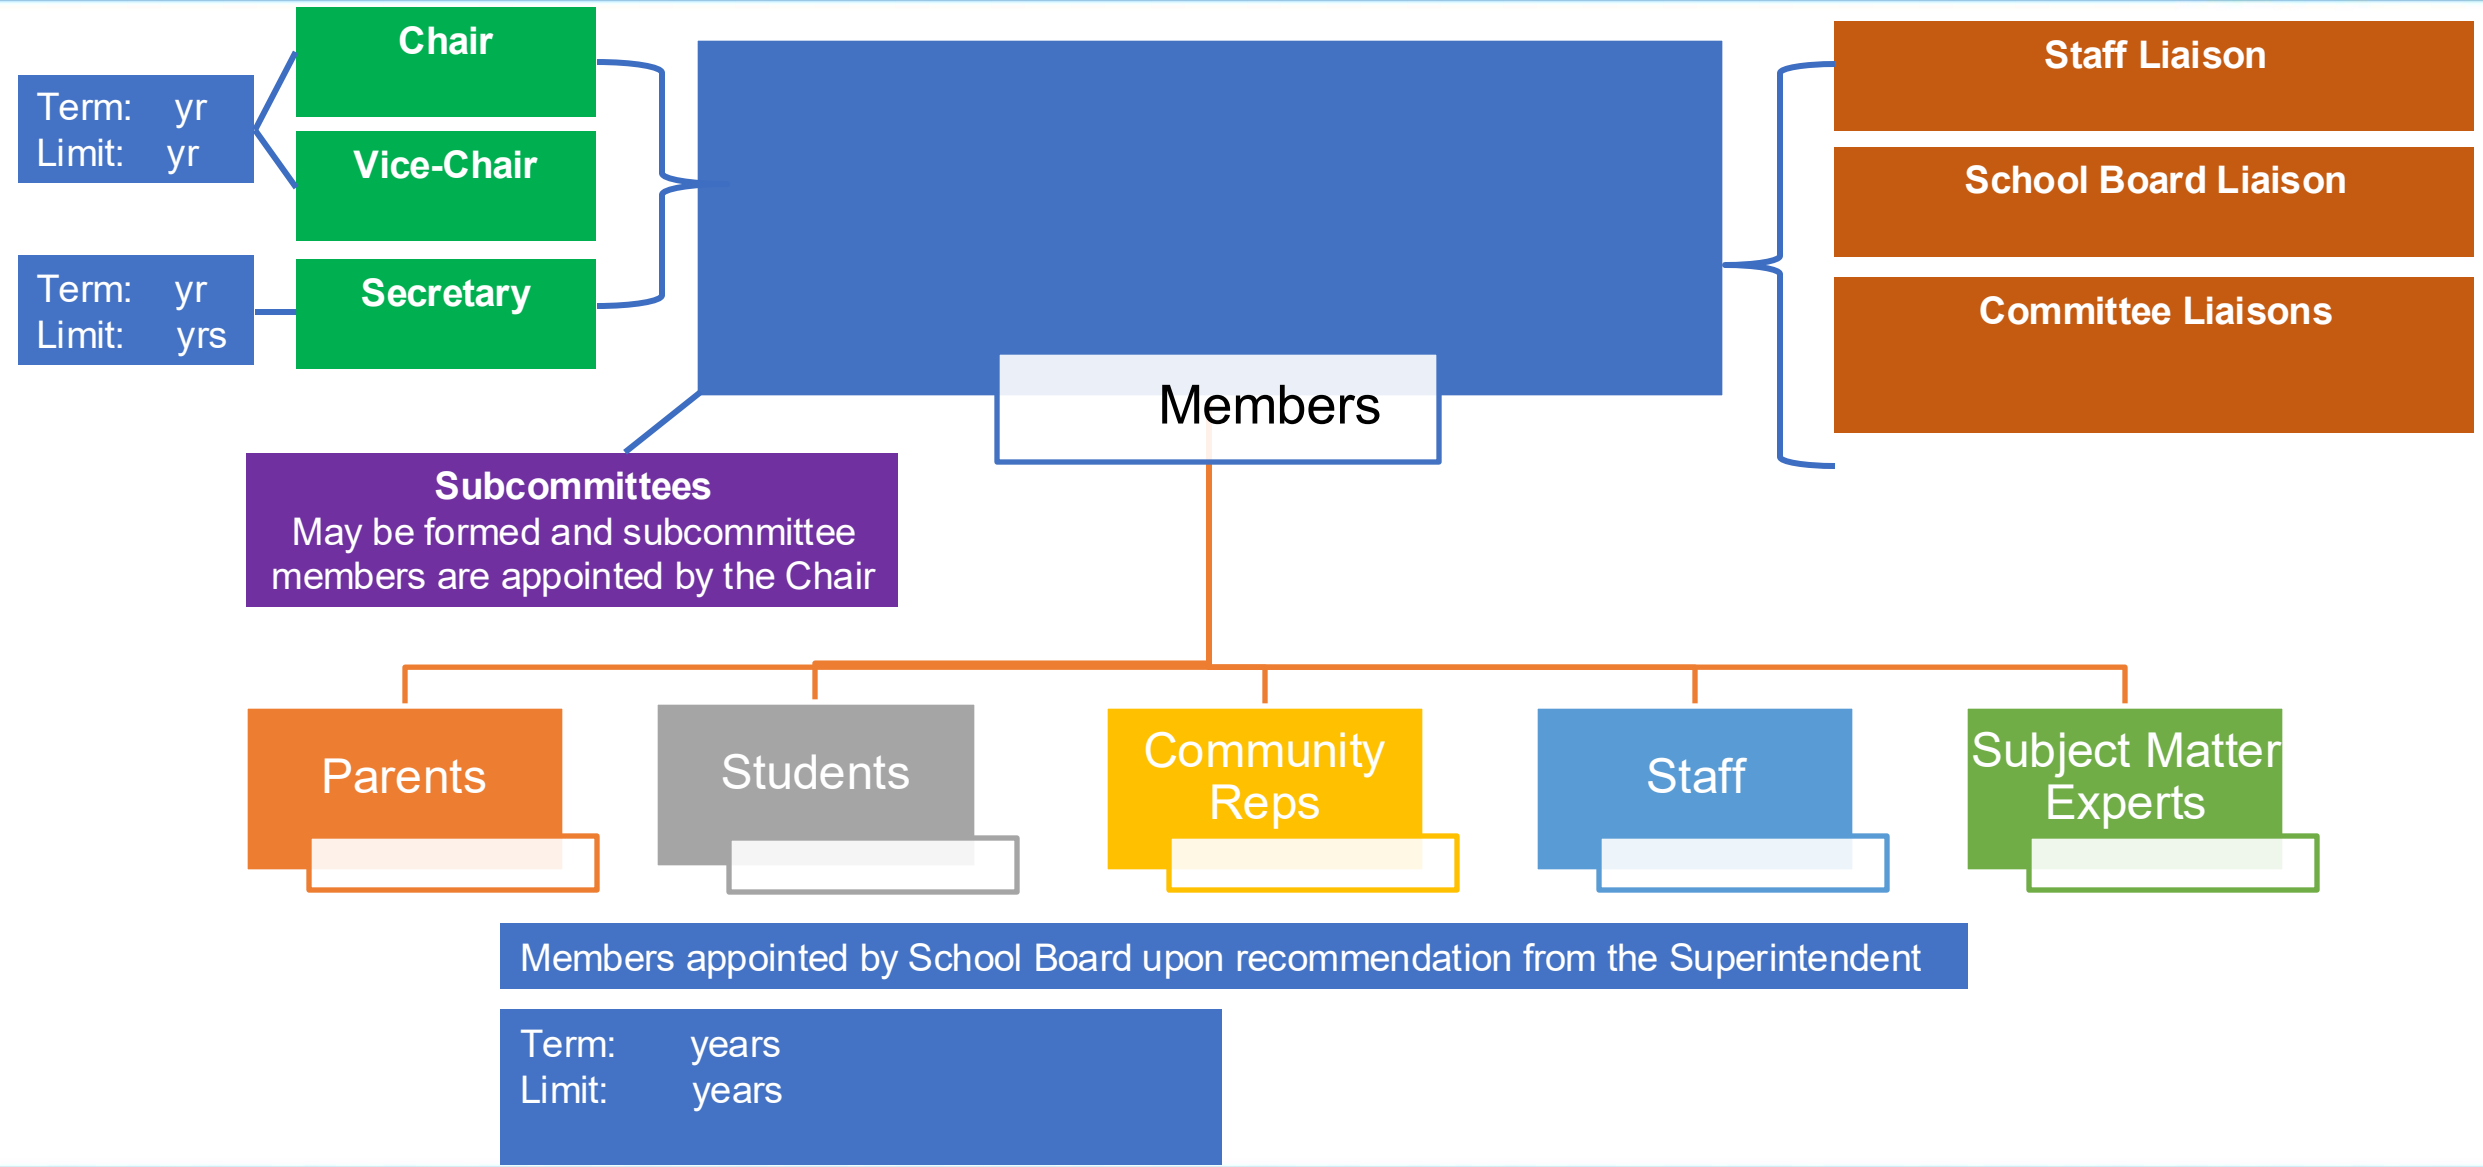 Chair
Term: yr
Limit: yr
Vice-Chair
Term: yr
Limit: yrs
Secretary
Staff Liaison
School Board Liaison
Committee Liaisons
Members
Subcommittees
May be formed and subcommittee
members are appointed by the Chair
Parents
Students
Community
Reps
Staff
Subject Matter
Experts
Members appointed by School Board upon recommendation from the Superintendent
Term: years
Limit: years